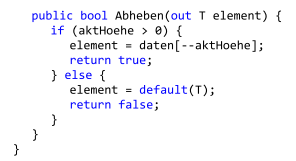 public bool Abheben(out T element) {
if (aktHoehe > 0) {
element = daten[--aktHoehe];
return true;
} else {
element = default(T);
return false;
}
}
}